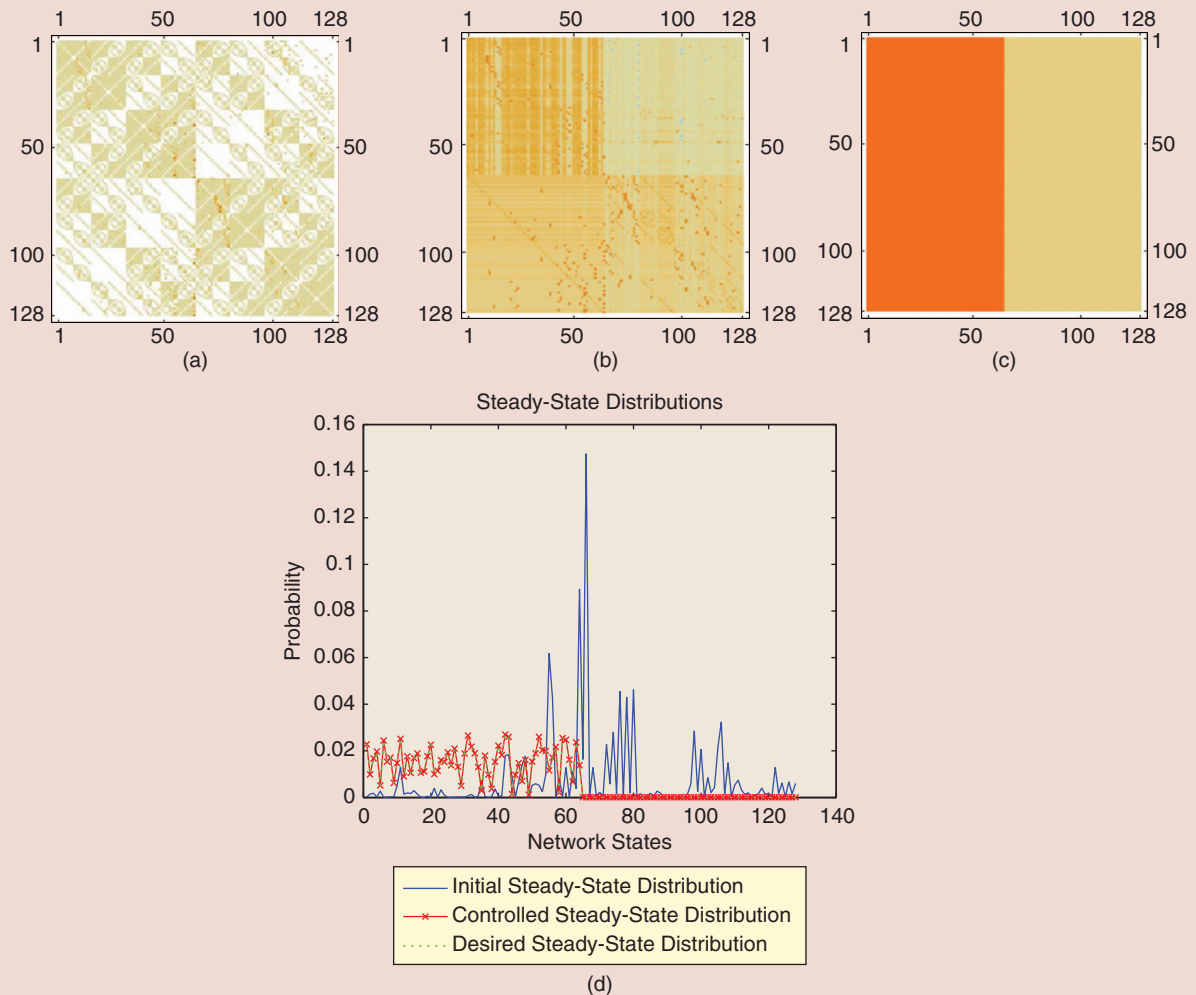 1 50 100 128 1 50 100 128 1 50 100 128
1 1 1 1 1
50 50 50 50 50 50
100 100 100 100 100 100
128 128 128 128 128 128
1 50 100 128 1 50 100 128 1 50 100 128
(a) (b) (c)
Steady-State Distributions
0.16
0.14
0.12
0.1
0.08
0.06
0.04
0.02
0
Probability
0 20 40 60 80 100 120 140
Network States
Initial Steady-State Distribution
Controlled Steady-State Distribution
Desired Steady-State Distribution
(d)